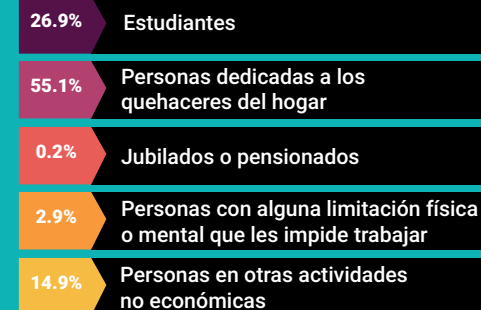 26.9% Estudiantes
55.1% Personas dedicadas a los
quehaceres del hogar
0.2% Jubilados o pensionados
2.9% Personas con alguna limitación física
o mental que les impide trabajar
14.9% Personas en otras actividades
no económicas